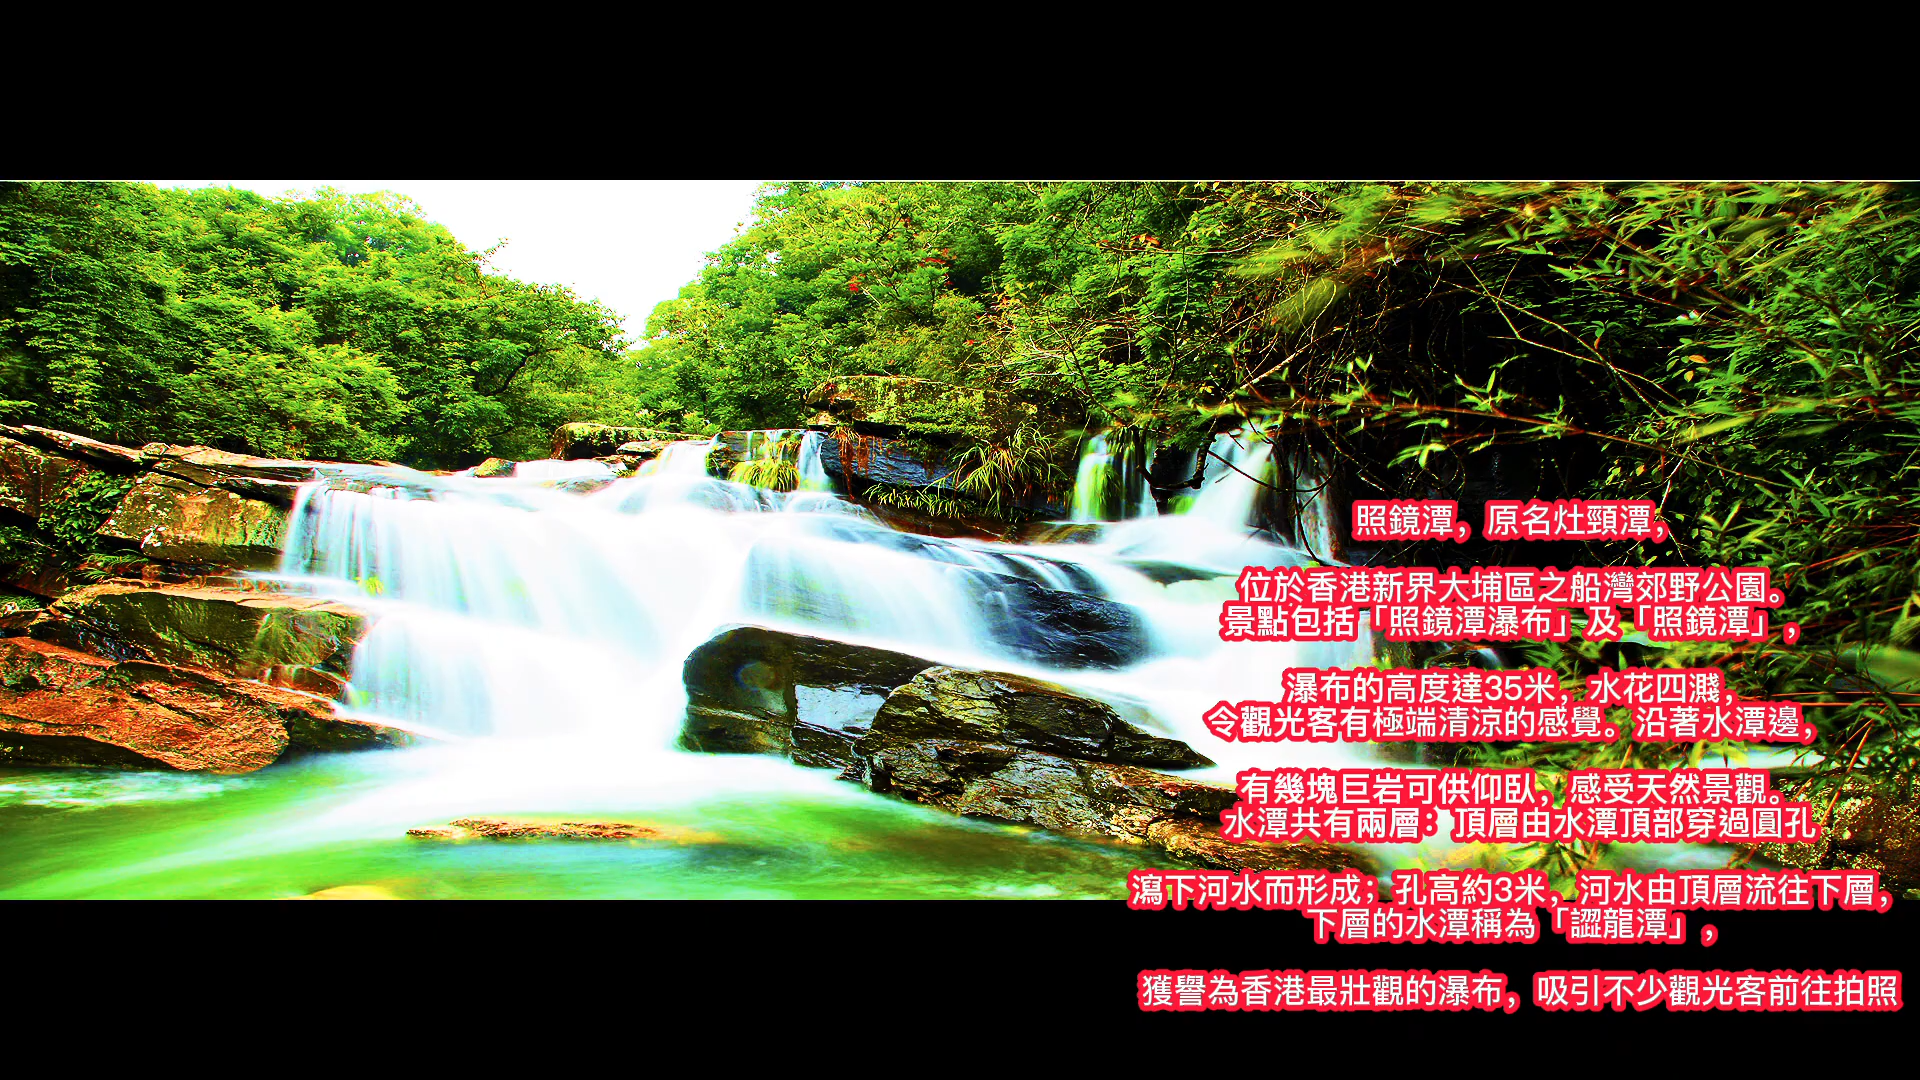 照鏡潭，原名灶頸潭，
位於香港新界大埔區之船灣郊野公園。
景點包括「照鏡潭瀑布」及「照鏡潭」，
瀑布的高度達35米，水花四濺，
令觀光客有極端清涼的感覺。沿著水潭邊，
有幾塊巨岩可供仰臥，感受天然景觀。
水潭共有兩層：頂層由水潭頂部穿過圓孔
瀉下河水而形成；孔高約3米，河水由頂層流往下層，
下層的水潭稱為「譅龍潭」，
獲譽為香港最壯觀的瀑布，吸引不少觀光客前往拍照